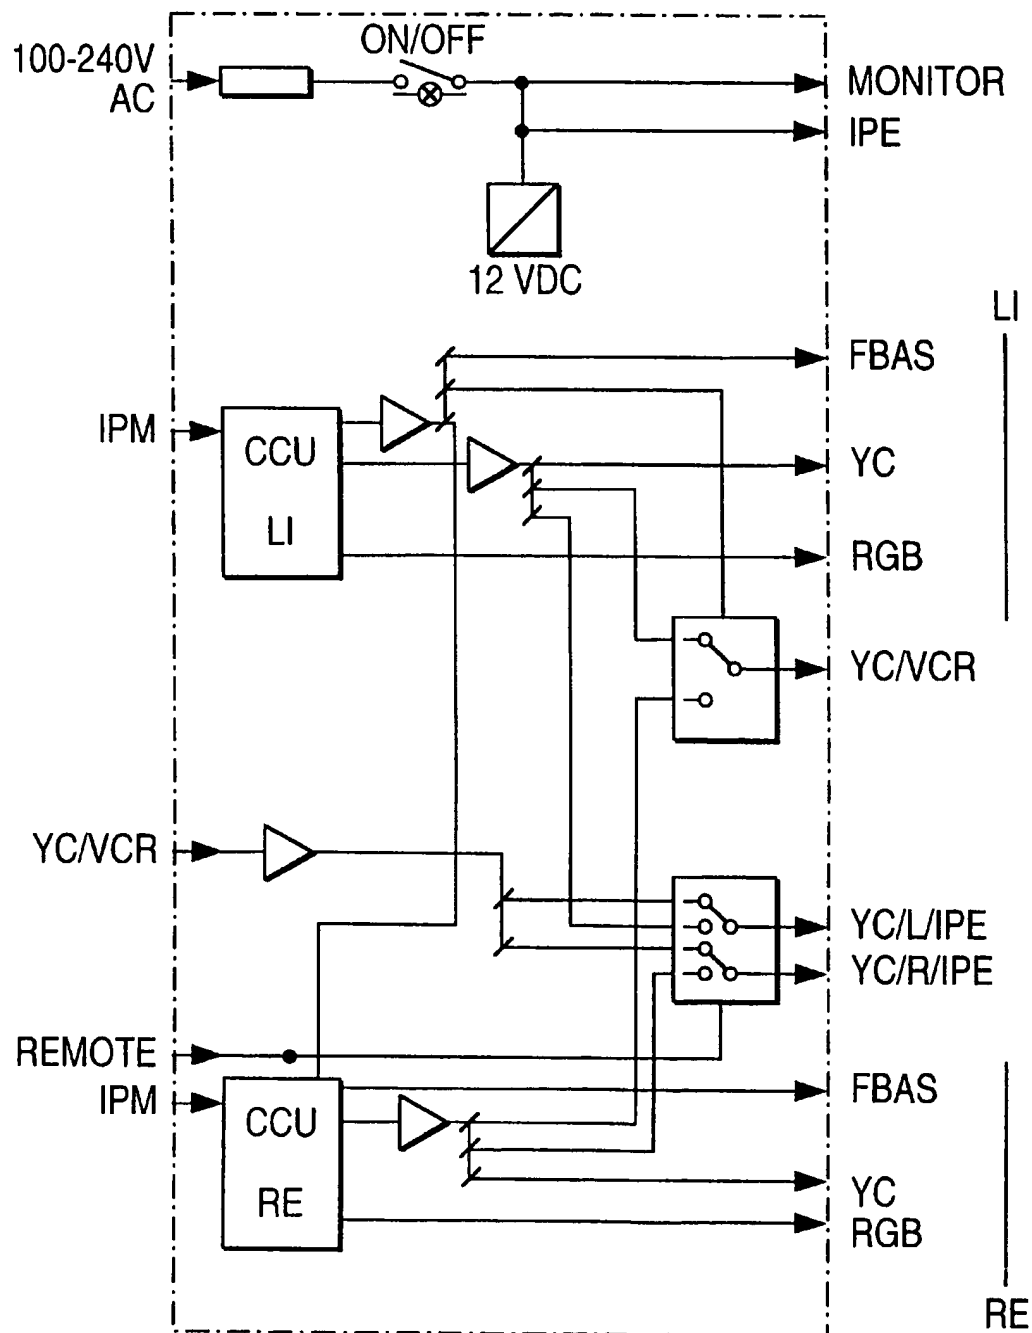 100-240V
AC
ON/OFF
MONITOR
IPE
12 VDC
LI
FBAS
IPM
CCU
LI
YC
RGB
YC/VCR
YC/VCR
YC/L/IPE
YC/R/IPE
REMOTE
IPM
CCU
RE
FBAS
YC
RGB
RE